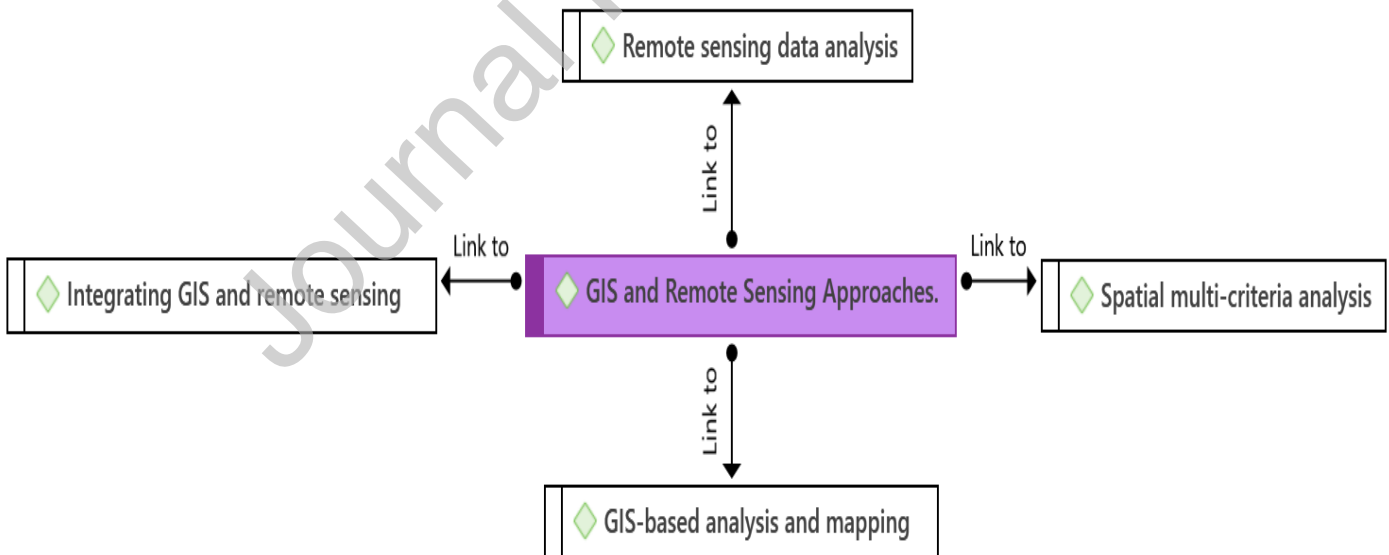 Remote sensing data analysis
Link to
Link to
Link to
Integrating GIS and remote sensing
GIS and Remote Sensing Approaches.
Spatial multi-criteria analysis
Link to
GIS-based analysis and mapping
Journal